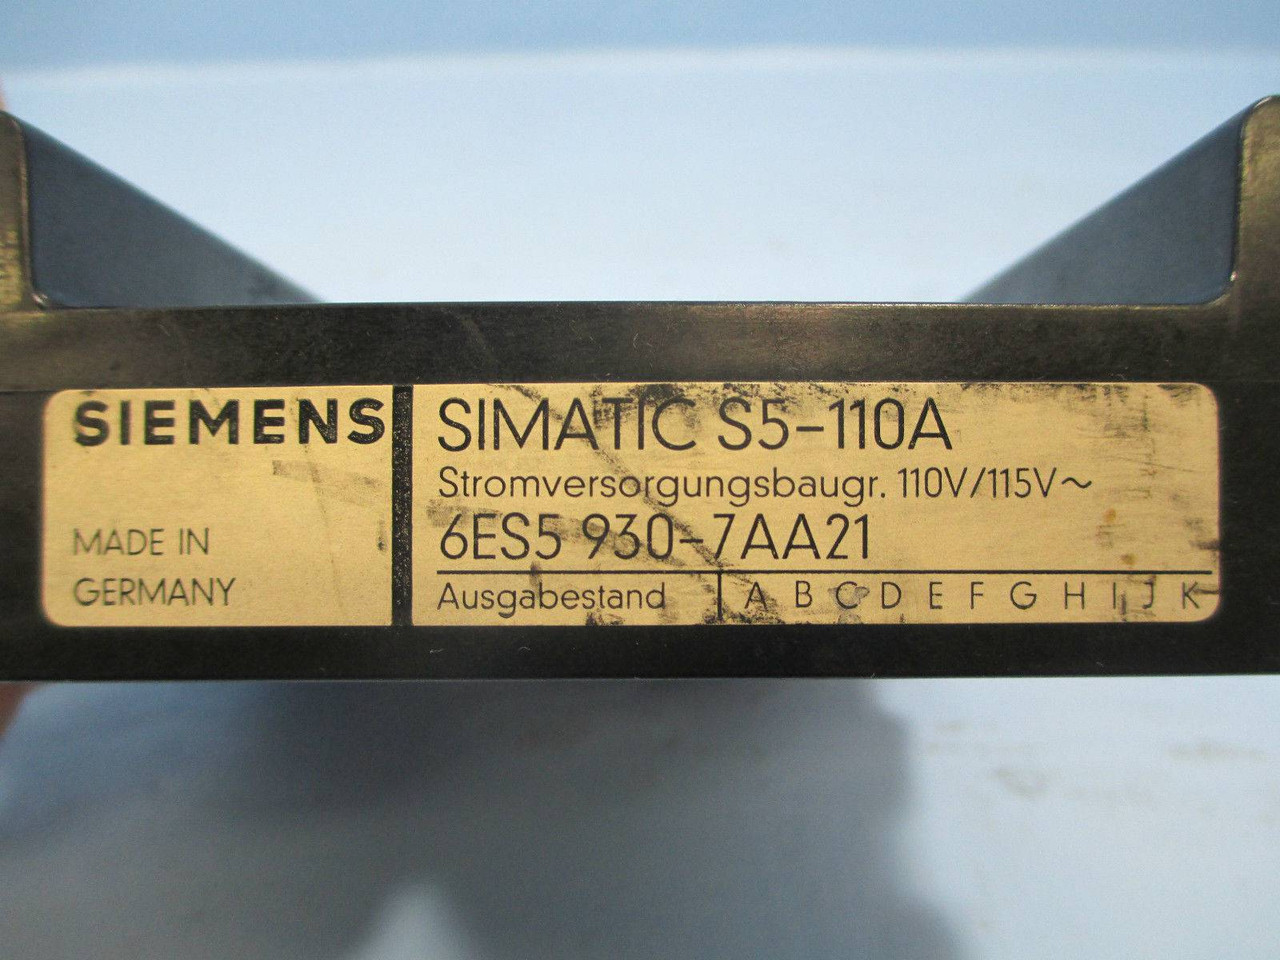 SIEMENS
MADE IN
GERMANY
SIMATIC S5-110A
Stromversorgungsbaugr. 110V/115V~
6ES5 930-7AA21
Ausgabestand A B C D E F G H I J K